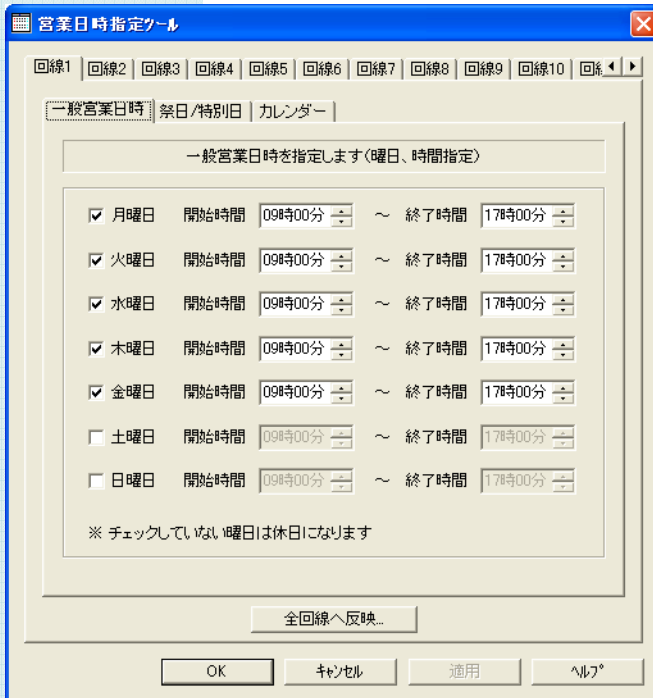 営業日時指定ツール
回線1 回線2 回線3 回線4 回線5 回線6 回線7 回線8 回線9 回線10 回
一般営業日時 祭日/特別日 カレンダー
一般営業日時を指定します(曜日、時間指定)
月曜日 開始時間 09時00分 ～ 終了時間 17時00分
火曜日 開始時間 09時00分 ～ 終了時間 17時00分
水曜日 開始時間 09時00分 ～ 終了時間 17時00分
木曜日 開始時間 09時00分 ～ 終了時間 17時00分
金曜日 開始時間 09時00分 ～ 終了時間 17時00分
土曜日 開始時間 09時00分 ～ 終了時間 17時00分
日曜日 開始時間 09時00分 ～ 終了時間 17時00分
※ チェックしていない曜日は休日になります
全回線へ反映...
OK キャンセル 適用 ヘルプ